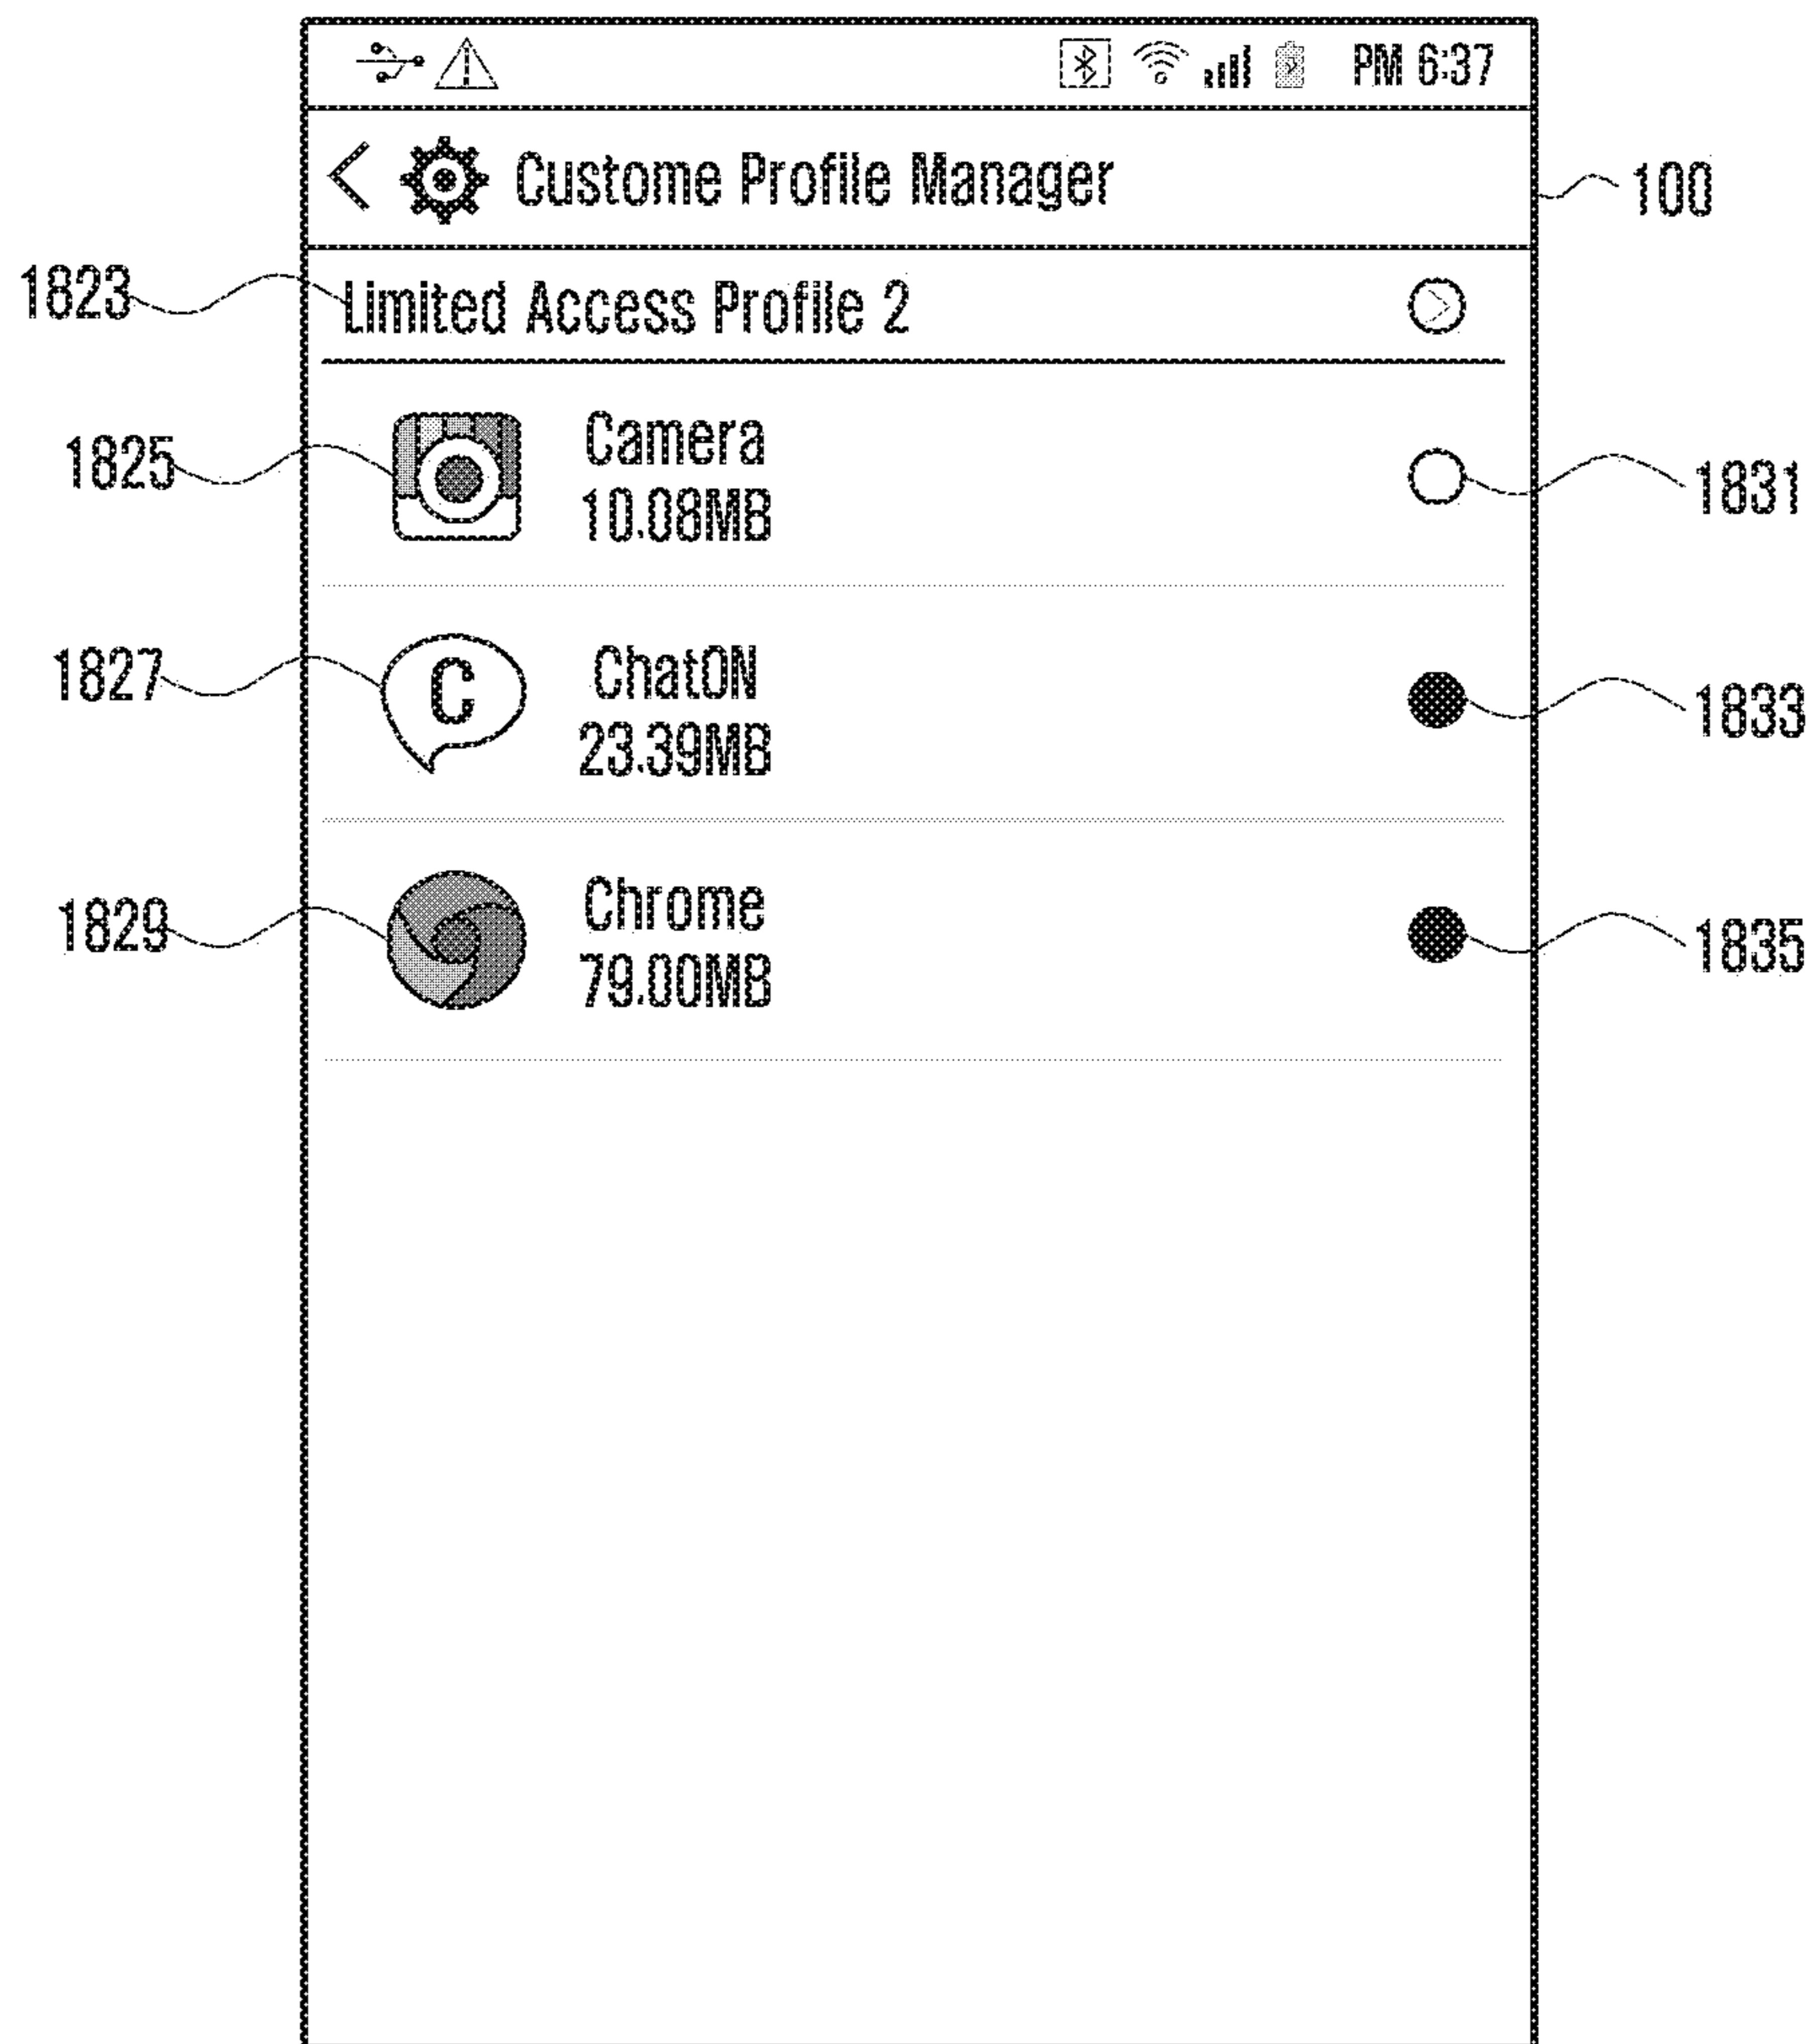 PM 6:37
Custome Profile Manager
100
1823
Limited Access Profile 2
1825
Camera
10.08MB
1831
1827
C
ChatON
23.39MB
1833
1829
Chrome
79.00MB
1835